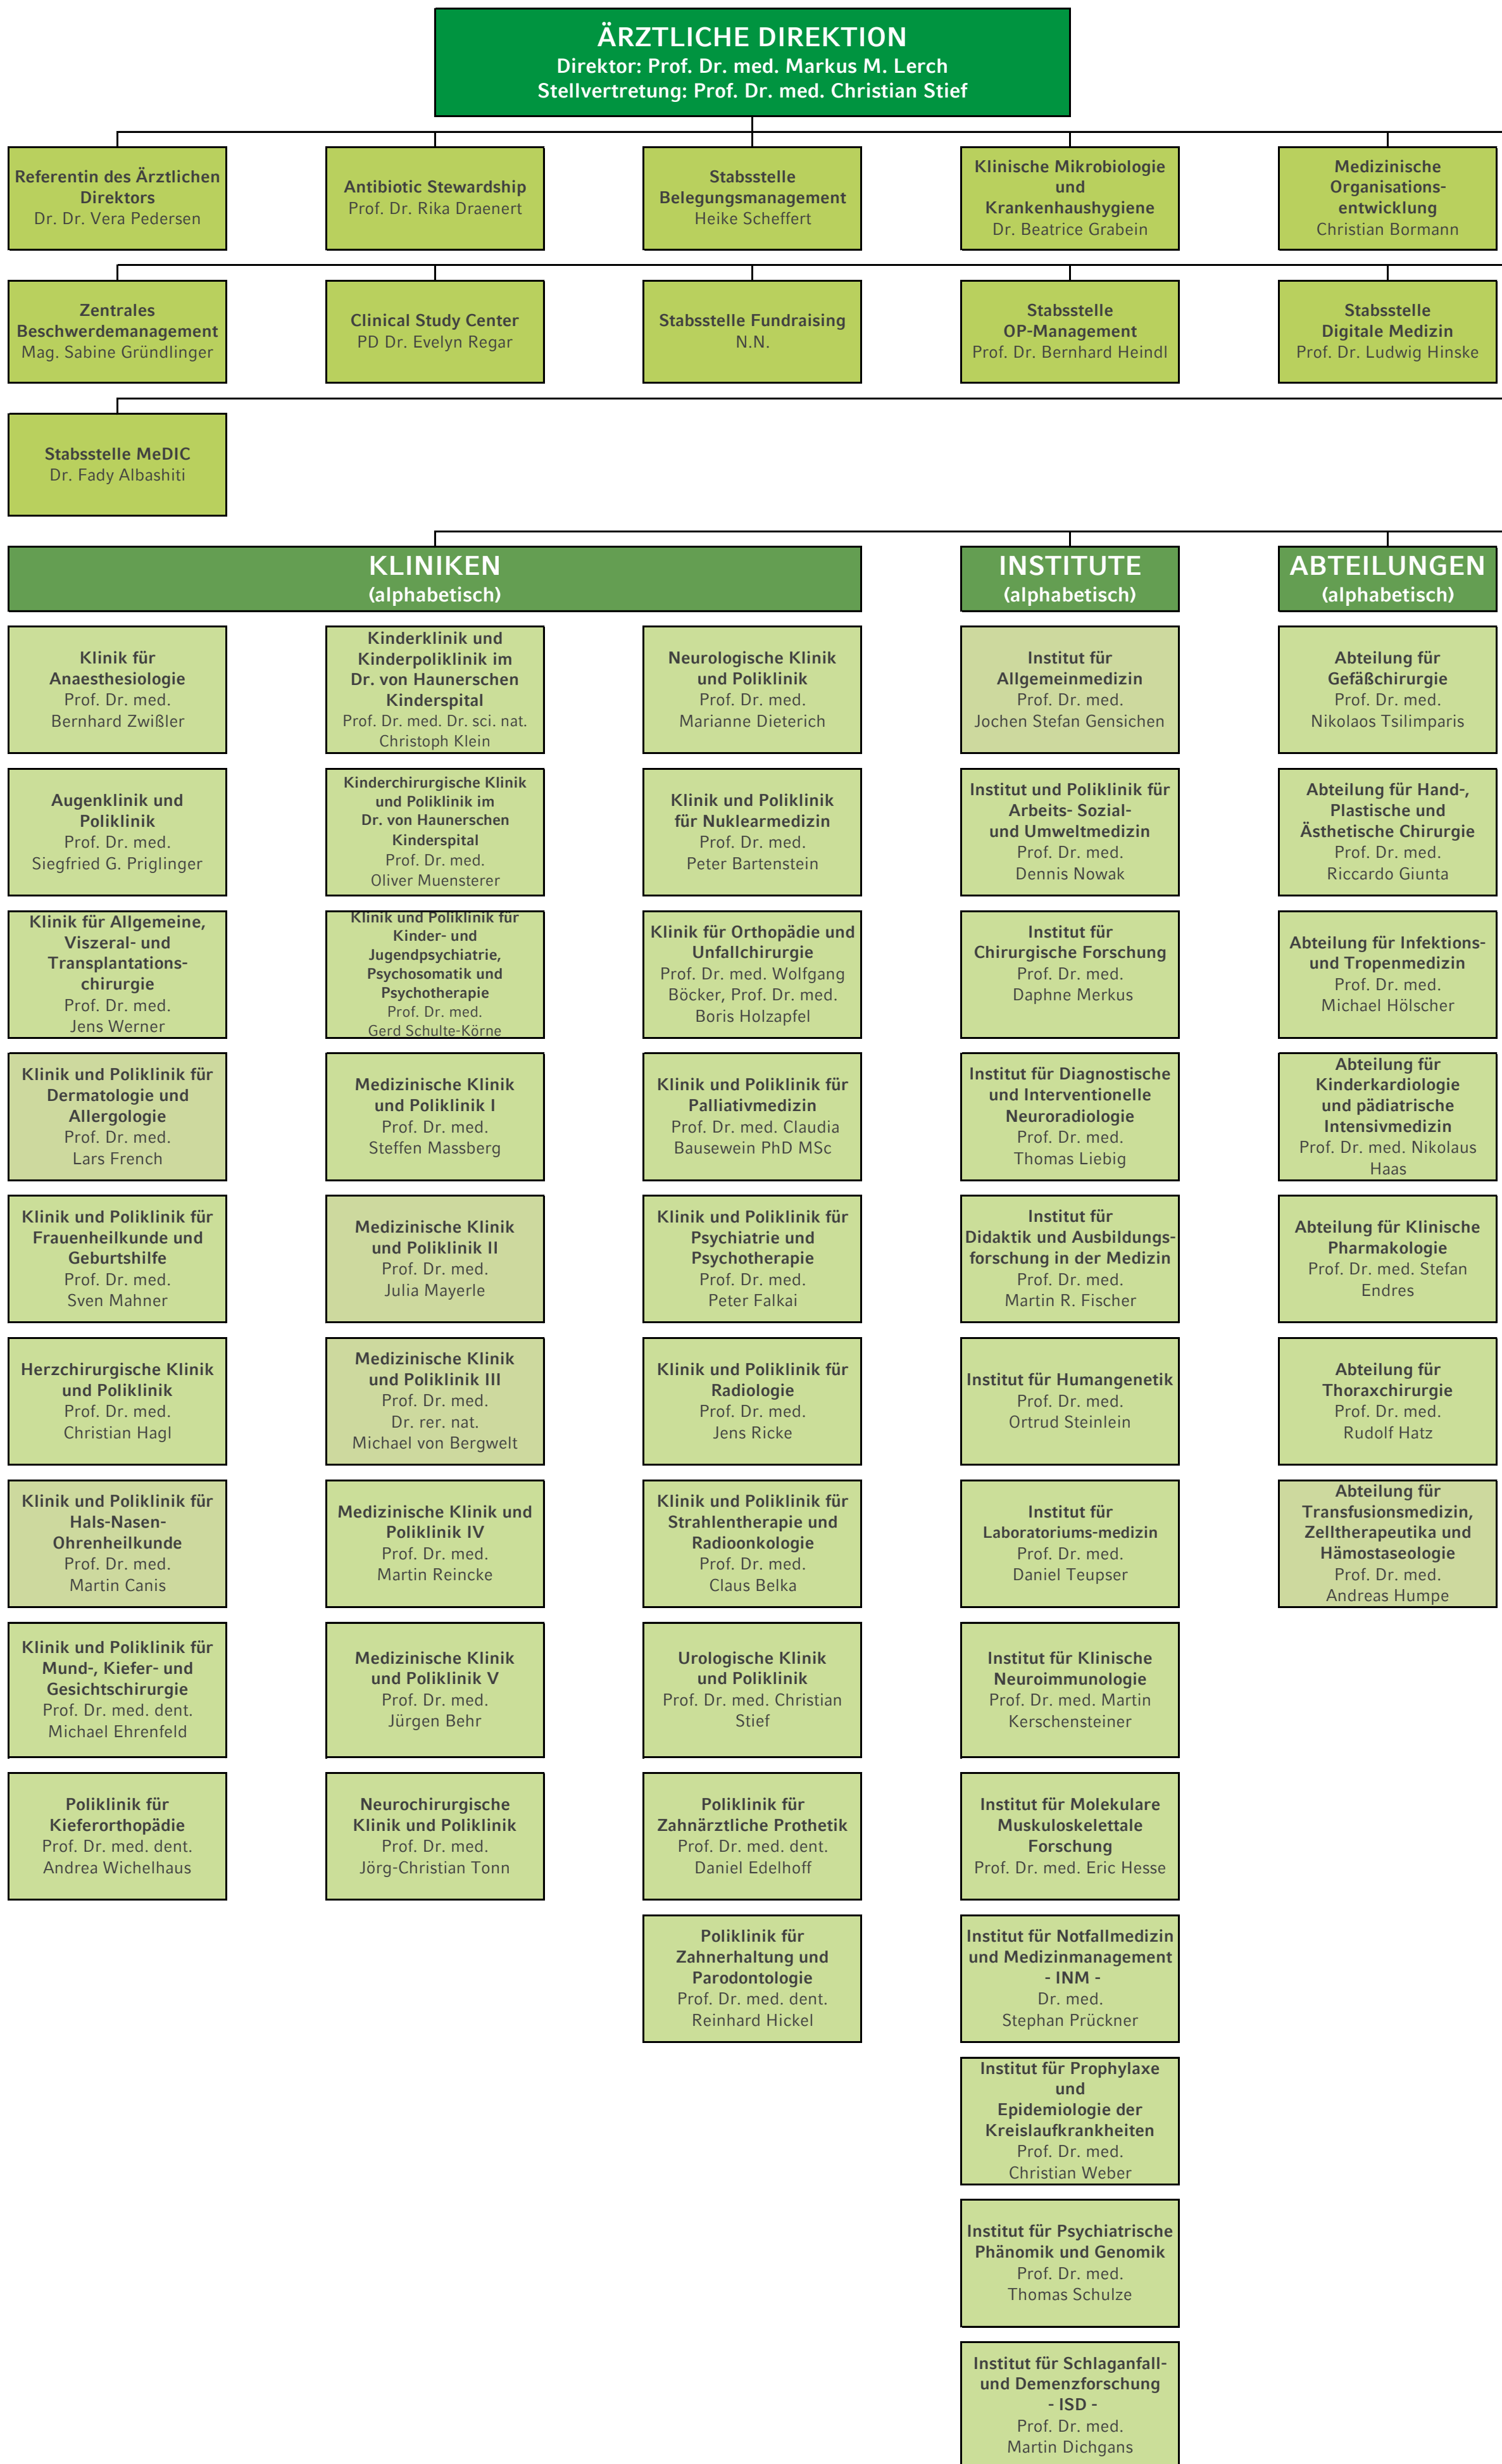 ÄRZTLICHE DIREKTION
Direktor: Prof. Dr. med. Markus M. Lerch
Stellvertretung: Prof. Dr. med. Christian Stief
Referentin des Ärztlichen
Direktors
Dr. Dr. Vera Pedersen
Antibiotic Stewardship
Prof. Dr. Rika Draenert
Stabsstelle
Belegungsmanagement
Heike Scheffert
Klinische Mikrobiologie
und
Krankenhaushygiene
Dr. Beatrice Grabein
Medizinische
Organisations-
entwicklung
Christian Bormann
Zentrales
Beschwerdemanagement
Mag. Sabine Gründlinger
Clinical Study Center
PD Dr. Evelyn Regar
Stabsstelle Fundraising
N.N.
Stabsstelle
OP-Management
Prof. Dr. Bernhard Heindl
Stabsstelle
Digitale Medizin
Prof. Dr. Ludwig Hinske
Stabsstelle MeDIC
Dr. Fady Albashiti
KLINIKEN
(alphabetisch)
Klinik für
Anaesthesiologie
Prof. Dr. med.
Bernhard Zwißler
Augenklinik und
Poliklinik
Prof. Dr. med.
Siegfried G. Priglinger
Klinik für Allgemeine,
Viszeral- und
Transplantations-
chirurgie
Prof. Dr. med.
Jens Werner
Klinik und Poliklinik für
Dermatologie und
Allergologie
Prof. Dr. med.
Lars French
Klinik und Poliklinik für
Frauenheilkunde und
Geburtshilfe
Prof. Dr. med.
Sven Mahner
Herzchirurgische Klinik
und Poliklinik
Prof. Dr. med.
Christian Hagl
Klinik und Poliklinik für
Hals-Nasen-
Ohrenheilkunde
Prof. Dr. med.
Martin Canis
Klinik und Poliklinik für
Mund-, Kiefer- und
Gesichtschirurgie
Prof. Dr. med. dent.
Michael Ehrenfeld
Poliklinik für
Kieferorthopädie
Prof. Dr. med. dent.
Andrea Wichelhaus
Kinderklinik und
Kinderpoliklinik im
Dr. von Haunerschen
Kinderspital
Prof. Dr. med. Dr. sci. nat.
Christoph Klein
Kinderchirurgische Klinik
und Poliklinik im
Dr. von Haunerschen
Kinderspital
Prof. Dr. med.
Oliver Muensterer
Klinik und Poliklinik für
Kinder- und
Jugendpsychiatrie,
Psychosomatik und
Psychotherapie
Prof. Dr. med.
Gerd Schulte-Körne
Medizinische Klinik
und Poliklinik I
Prof. Dr. med.
Steffen Massberg
Medizinische Klinik
und Poliklinik II
Prof. Dr. med.
Julia Mayerle
Medizinische Klinik
und Poliklinik III
Prof. Dr. med.
Dr. rer. nat.
Michael von Bergwelt
Medizinische Klinik und
Poliklinik IV
Prof. Dr. med.
Martin Reincke
Medizinische Klinik
und Poliklinik V
Prof. Dr. med.
Jürgen Behr
Neurochirurgische
Klinik und Poliklinik
Prof. Dr. med.
Jörg-Christian Tonn
Neurologische Klinik
und Poliklinik
Prof. Dr. med.
Marianne Dieterich
Klinik und Poliklinik
für Nuklearmedizin
Prof. Dr. med.
Peter Bartenstein
Klinik für Orthopädie und
Unfallchirurgie
Prof. Dr. med. Wolfgang
Böcker, Prof. Dr. med.
Boris Holzapfel
Klinik und Poliklinik für
Palliativmedizin
Prof. Dr. med. Claudia
Bausewein PhD MSc
Klinik und Poliklinik für
Psychiatrie und
Psychotherapie
Prof. Dr. med.
Peter Falkai
Klinik und Poliklinik für
Radiologie
Prof. Dr. med.
Jens Ricke
Klinik und Poliklinik für
Strahlentherapie und
Radioonkologie
Prof. Dr. med.
Claus Belka
Urologische Klinik
und Poliklinik
Prof. Dr. med. Christian
Stief
Poliklinik für
Zahnärztliche Prothetik
Prof. Dr. med. dent.
Daniel Edelhoff
Poliklinik für
Zahnerhaltung und
Parodontologie
Prof. Dr. med. dent.
Reinhard Hickel
INSTITUTE
(alphabetisch)
Institut für
Allgemeinmedizin
Prof. Dr. med.
Jochen Stefan Gensichen
Institut und Poliklinik für
Arbeits- Sozial-
und Umweltmedizin
Prof. Dr. med.
Dennis Nowak
Institut für
Chirurgische Forschung
Prof. Dr. med.
Daphne Merkus
Institut für Diagnostische
und Interventionelle
Neuroradiologie
Prof. Dr. med.
Thomas Liebig
Institut für
Didaktik und Ausbildungs-
forschung in der Medizin
Prof. Dr. med.
Martin R. Fischer
Institut für Humangenetik
Prof. Dr. med.
Ortrud Steinlein
Institut für
Laboratoriums-medizin
Prof. Dr. med.
Daniel Teupser
Institut für Klinische
Neuroimmunologie
Prof. Dr. med. Martin
Kerschensteiner
Institut für Molekulare
Muskuloskelettale
Forschung
Prof. Dr. med. Eric Hesse
Institut für Notfallmedizin
und Medizinmanagement
- INM -
Dr. med.
Stephan Prückner
Institut für Prophylaxe
und
Epidemiologie der
Kreislaufkrankheiten
Prof. Dr. med.
Christian Weber
Institut für Psychiatrische
Phänomik und Genomik
Prof. Dr. med.
Thomas Schulze
Institut für Schlaganfall-
und Demenzforschung
- ISD -
Prof. Dr. med.
Martin Dichgans
ABTEILUNGEN
(alphabetisch)
Abteilung für
Gefäßchirurgie
Prof. Dr. med.
Nikolaos Tsilimparis
Abteilung für Hand-,
Plastische und
Ästhetische Chirurgie
Prof. Dr. med.
Riccardo Giunta
Abteilung für Infektions-
und Tropenmedizin
Prof. Dr. med.
Michael Hölscher
Abteilung für
Kinderkardiologie
und pädiatrische
Intensivmedizin
Prof. Dr. med. Nikolaus
Haas
Abteilung für Klinische
Pharmakologie
Prof. Dr. med. Stefan
Endres
Abteilung für
Thoraxchirurgie
Prof. Dr. med.
Rudolf Hatz
Abteilung für
Transfusionsmedizin,
Zelltherapeutika und
Hämostaseologie
Prof. Dr. med.
Andreas Humpe